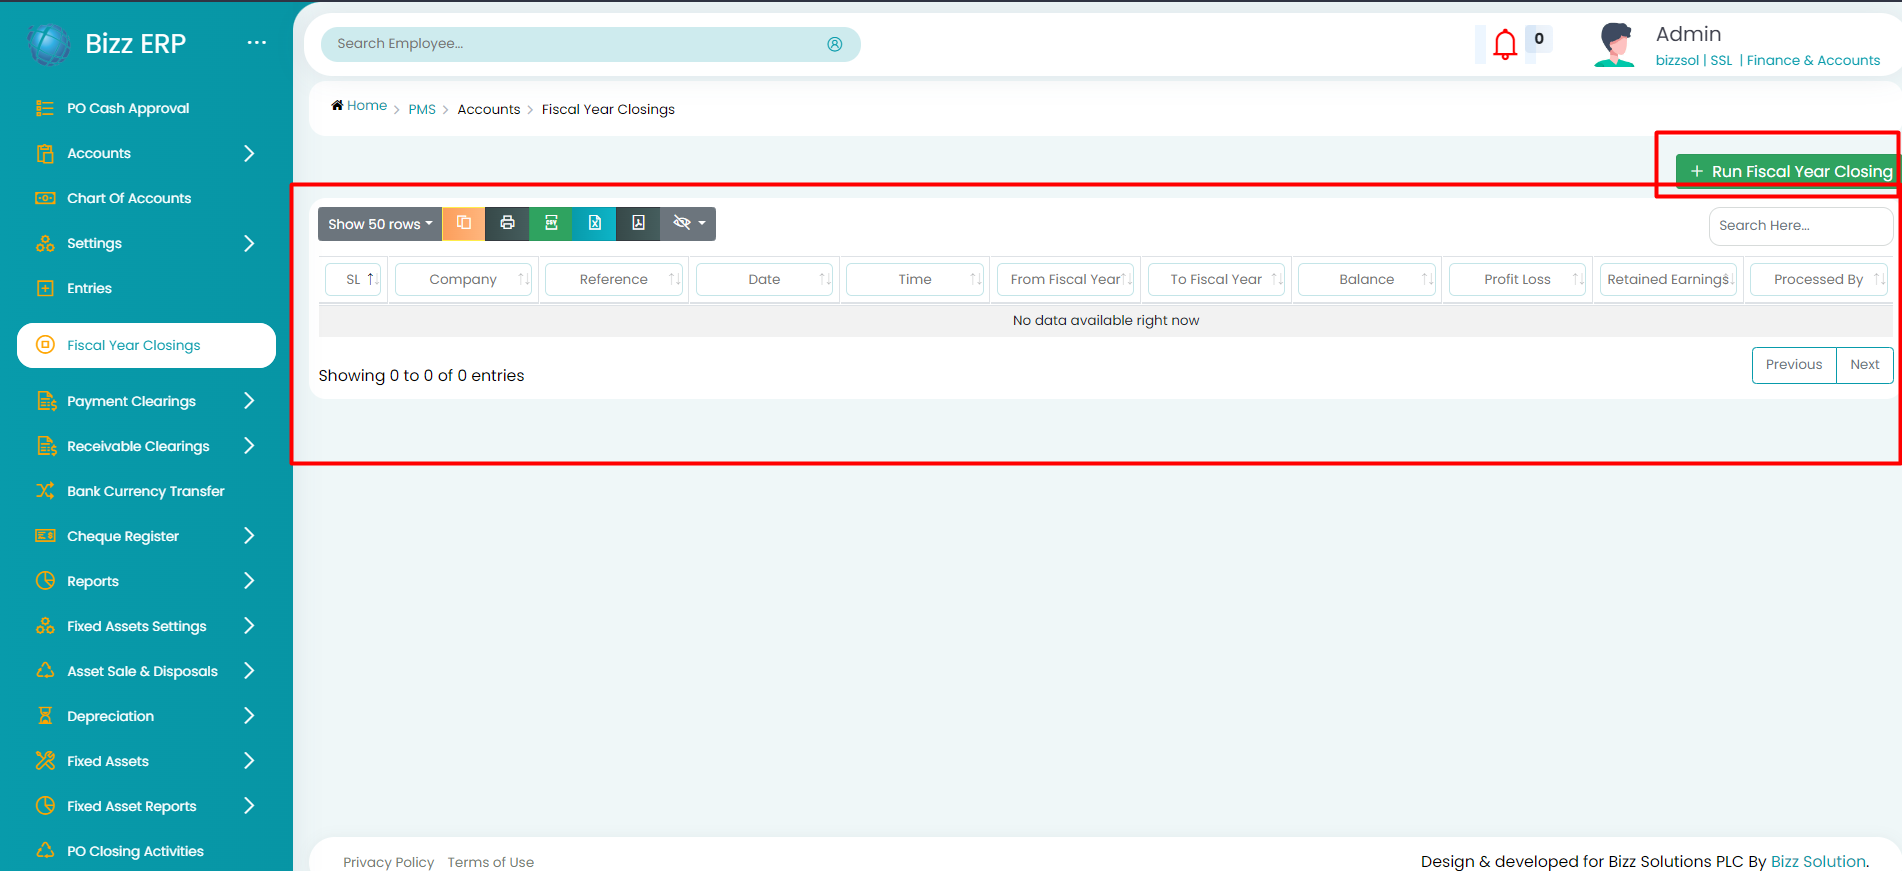 Bizz ERP
PO Cash Approval
Accounts
Chart Of Accounts
Settings
Entries
Fiscal Year Closings
Payment Clearings
Receivable Clearings
Bank Currency Transfer
Cheque Register
Reports
Fixed Assets Settings
Asset Sale & Disposals
Depreciation
Fixed Assets
Fixed Asset Reports
PO Closing Activities
Search Employee...
0
Admin
bizzsol | SSL | Finance & Accounts
Home > PMS > Accounts > Fiscal Year Closings
+ Run Fiscal Year Closing
Show 50 rows
CSV
Search Here...
SL Company Reference Date Time From Fiscal Year To Fiscal Year Balance Profit Loss Retained Earnings Processed By
No data available right now
Showing 0 to 0 of 0 entries
Previous Next
Privacy Policy Terms of Use
Design & developed for Bizz Solutions PLC By Bizz Solution.